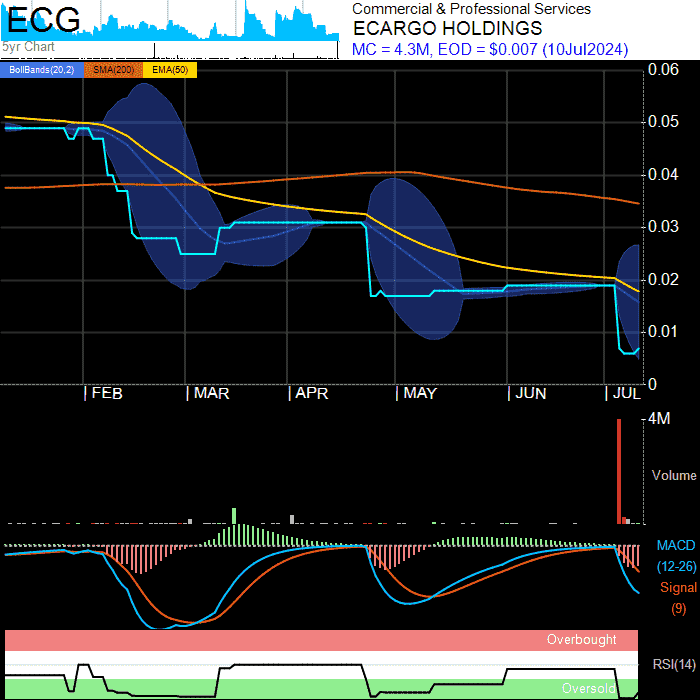 ECG
5yr Chart
Commercial & Professional Services
ECARGO HOLDINGS
MC = 4.3M, EOD = $0.007 (10Jul2024)
BollBands(20,2) SMA(200) EMA(50)
0.06
0.05
0.04
0.03
0.02
0.01
0
FEB MAR APR MAY JUN JUL
4M
Volume
MACD
(12-26)
Signal
(9)
Overbought
RSI(14)
Oversold